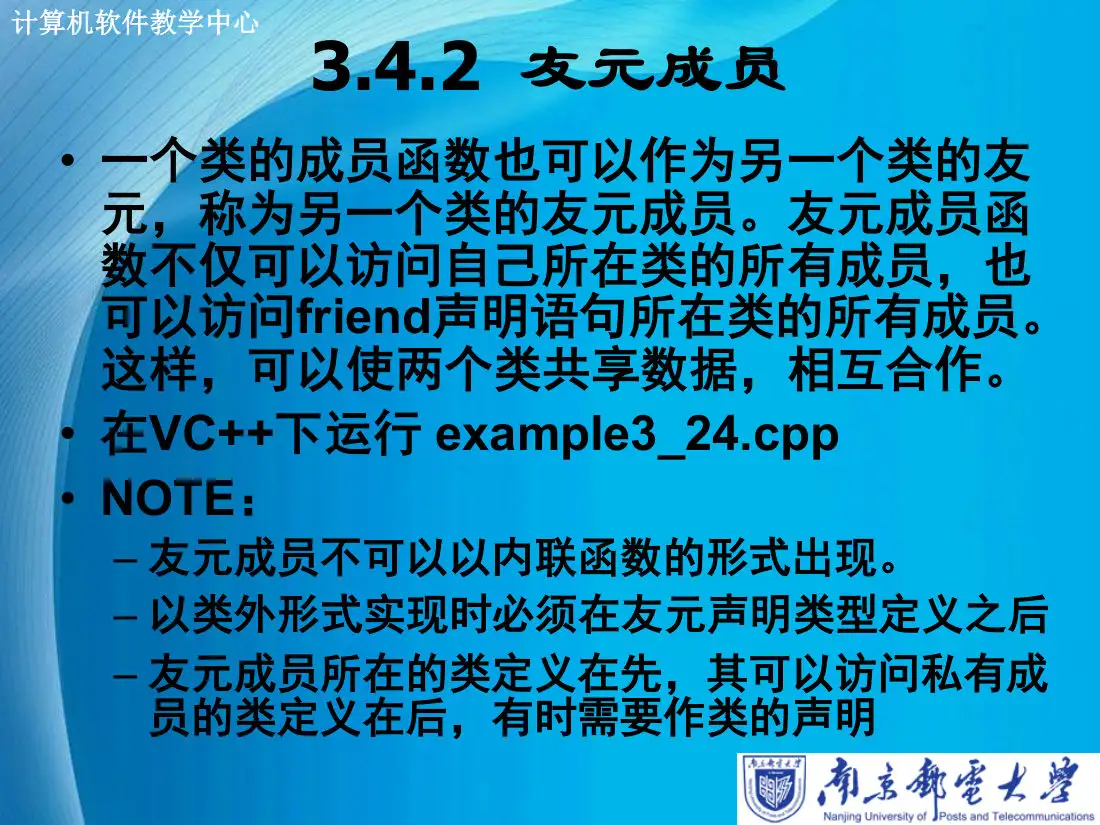 计算机软件教学中心
3.4.2 友元成员
• 一个类的成员函数也可以作为另一个类的友
元，称为另一个类的友元成员。友元成员函
数不仅可以访问自己所在类的所有成员，也
可以访问friend声明语句所在类的所有成员。
这样，可以使两个类共享数据，相互合作。
• 在VC++下运行 example3_24.cpp
• NOTE：
– 友元成员不可以以内联函数的形式出现。
– 以类外形式实现时必须在友元声明类型定义之后
– 友元成员所在的类定义在先，其可以访问私有成
员的类定义在后，有时需要作类的声明
南京邮电大学
南京郵電大學
Nanjing University of Posts and Telecommunications